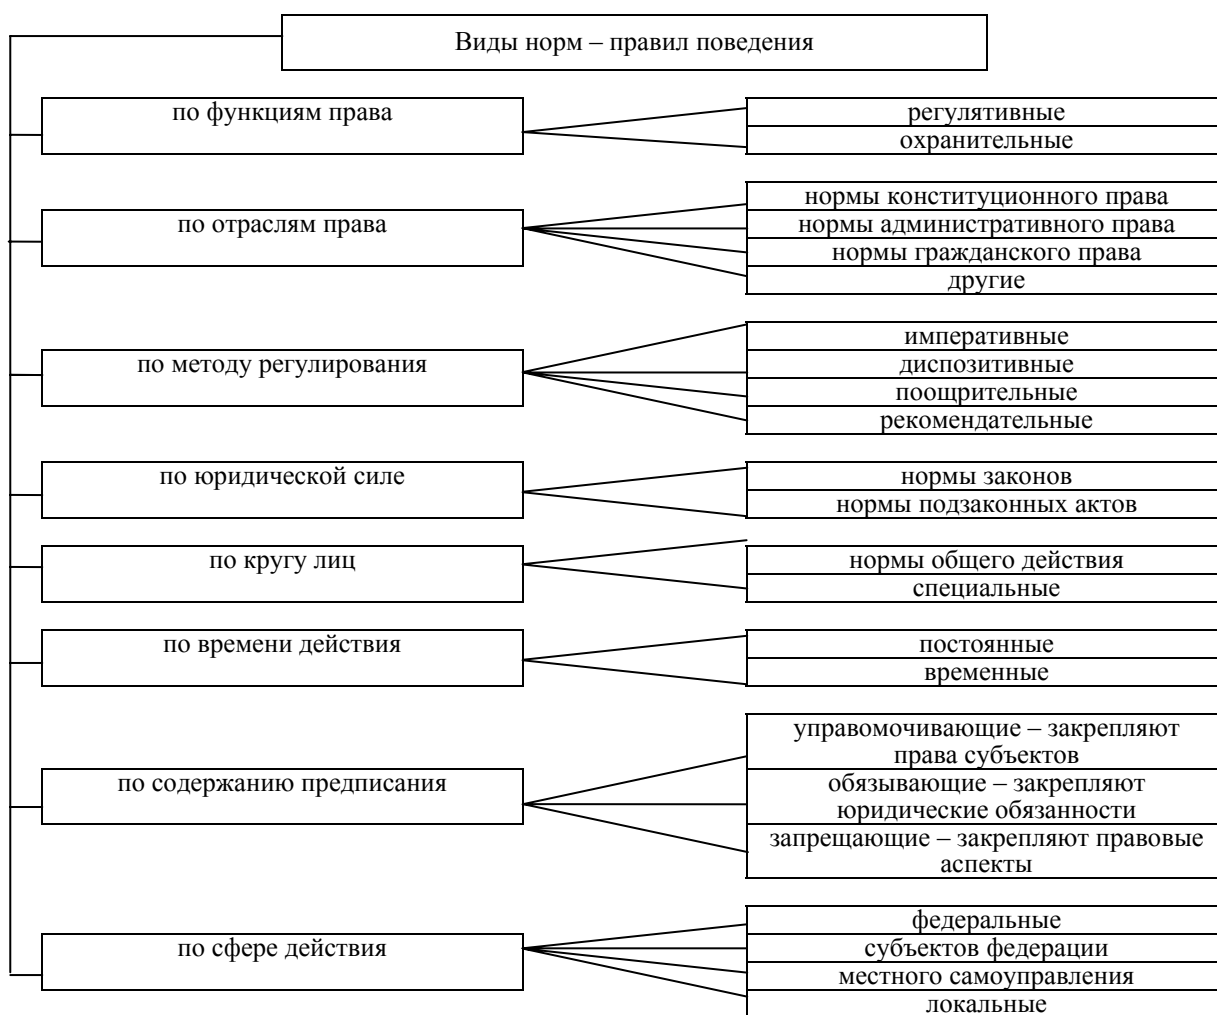 Виды норм – правил поведения
по функциям права
регулятивные
охранительные
по отраслям права
нормы конституционного права
нормы административного права
нормы гражданского права
другие
по методу регулирования
императивные
диспозитивные
поощрительные
рекомендательные
по юридической силе
нормы законов
нормы подзаконных актов
по кругу лиц
нормы общего действия
специальные
по времени действия
постоянные
временные
по содержанию предписания
управомочивающие – закрепляют
права субъектов
обязывающие – закрепляют
юридические обязанности
запрещающие – закрепляют правовые
аспекты
по сфере действия
федеральные
субъектов федерации
местного самоуправления
локальные